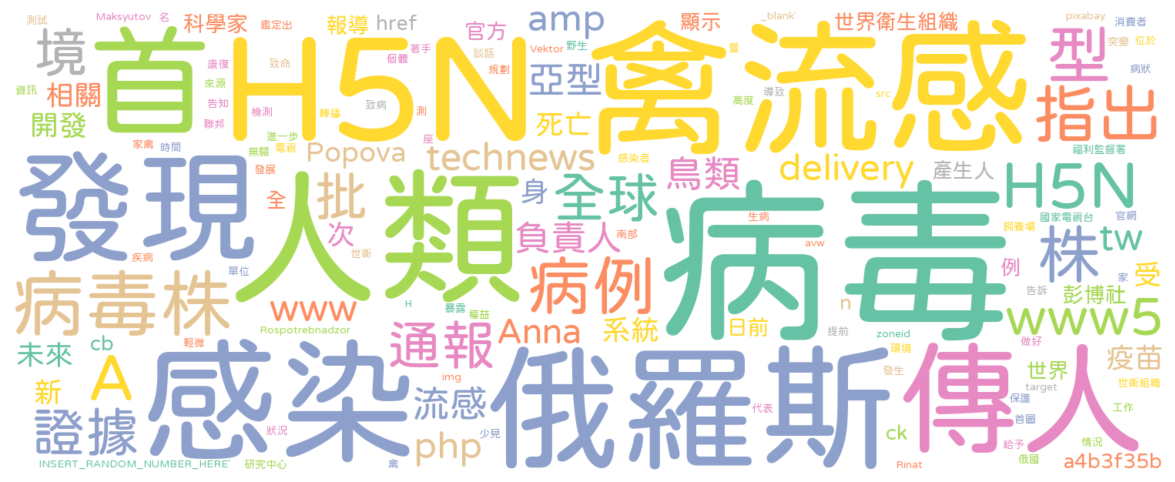 Maksyutov 名 科學家 報導 href 官方 amp 顯示 世界衛生組織 _blank' pixabay 消費者
測試 鑑定出 著手 談話 Vektor 野生 型 突變 位於
境 首 H5N 禽流感
康復 致命 個體 規劃 亞型 病狀
資訊 相關 來源 高度 src 導致 指出
開發 告知 檢測 轉播 致病 測 死亡
聯邦 進一步 座
家禽 時間 無關 電視 Popova technews 感染者 鳥類 delivery 產生人 福利監督署
發現 發展 人類 批 身 全球 病毒 H5N
全 次 負責人 生病 國家電視台 官網
疾病 世衛 南部 avw 飼養場 株 tw
病毒株 單位 病例 例 受
www H 暴露 權益 n 告訴 家 彭博社
Rospotrebnadzor 通報 Anna 系統 日前 提前 zoneid www5
未來 cb 輕微 環境 做好
感染 俄羅斯 傳人 世界 疫苗
新 A img 發生 target 世衛組織
流感 代表 保護
證據 php 少見 ck 首圖 工作
狀況 給予 情況
INSERT_RANDOM_NUMBER_HERE' 研究中心 禽 Rinat 俄國 a4b3f35b